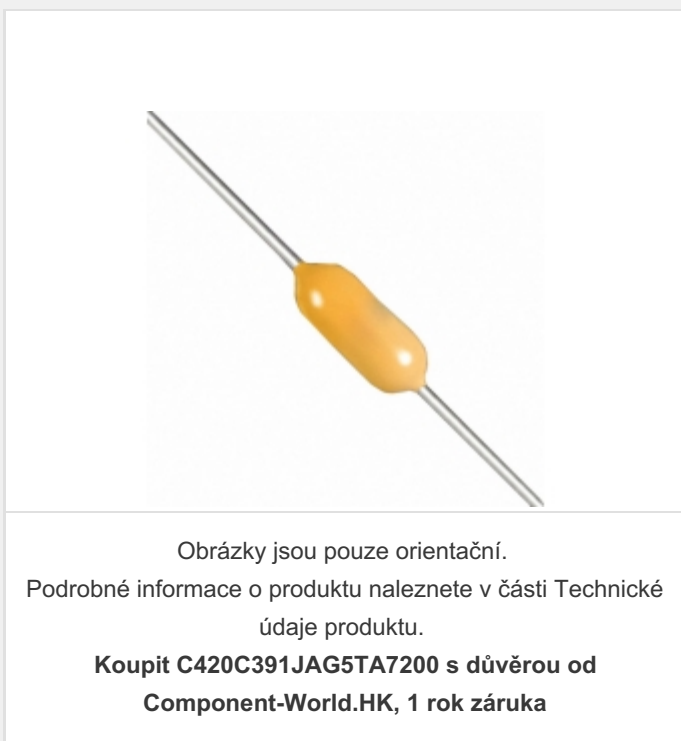 Obrázky jsou pouze orientační.
Podrobné informace o produktu naleznete v části Technické
údaje produktu.
Koupit C420C391JAG5TA7200 s důvěrou od
Component-World.HK, 1 rok záruka